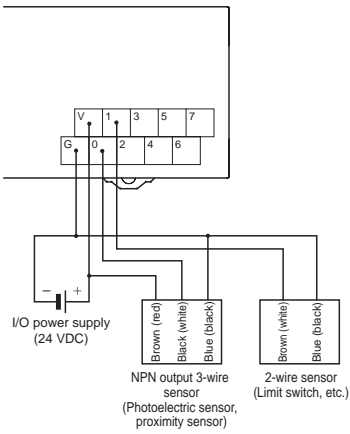 V 1 3 5 7
G 0 2 4 6
− +
I/O power supply
(24 VDC)
Brown (red)
Black (white)
Blue (black)
Brown (white)
Blue (black)
NPN output 3-wire
sensor
(Photoelectric sensor,
proximity sensor)
2-wire sensor
(Limit switch, etc.)